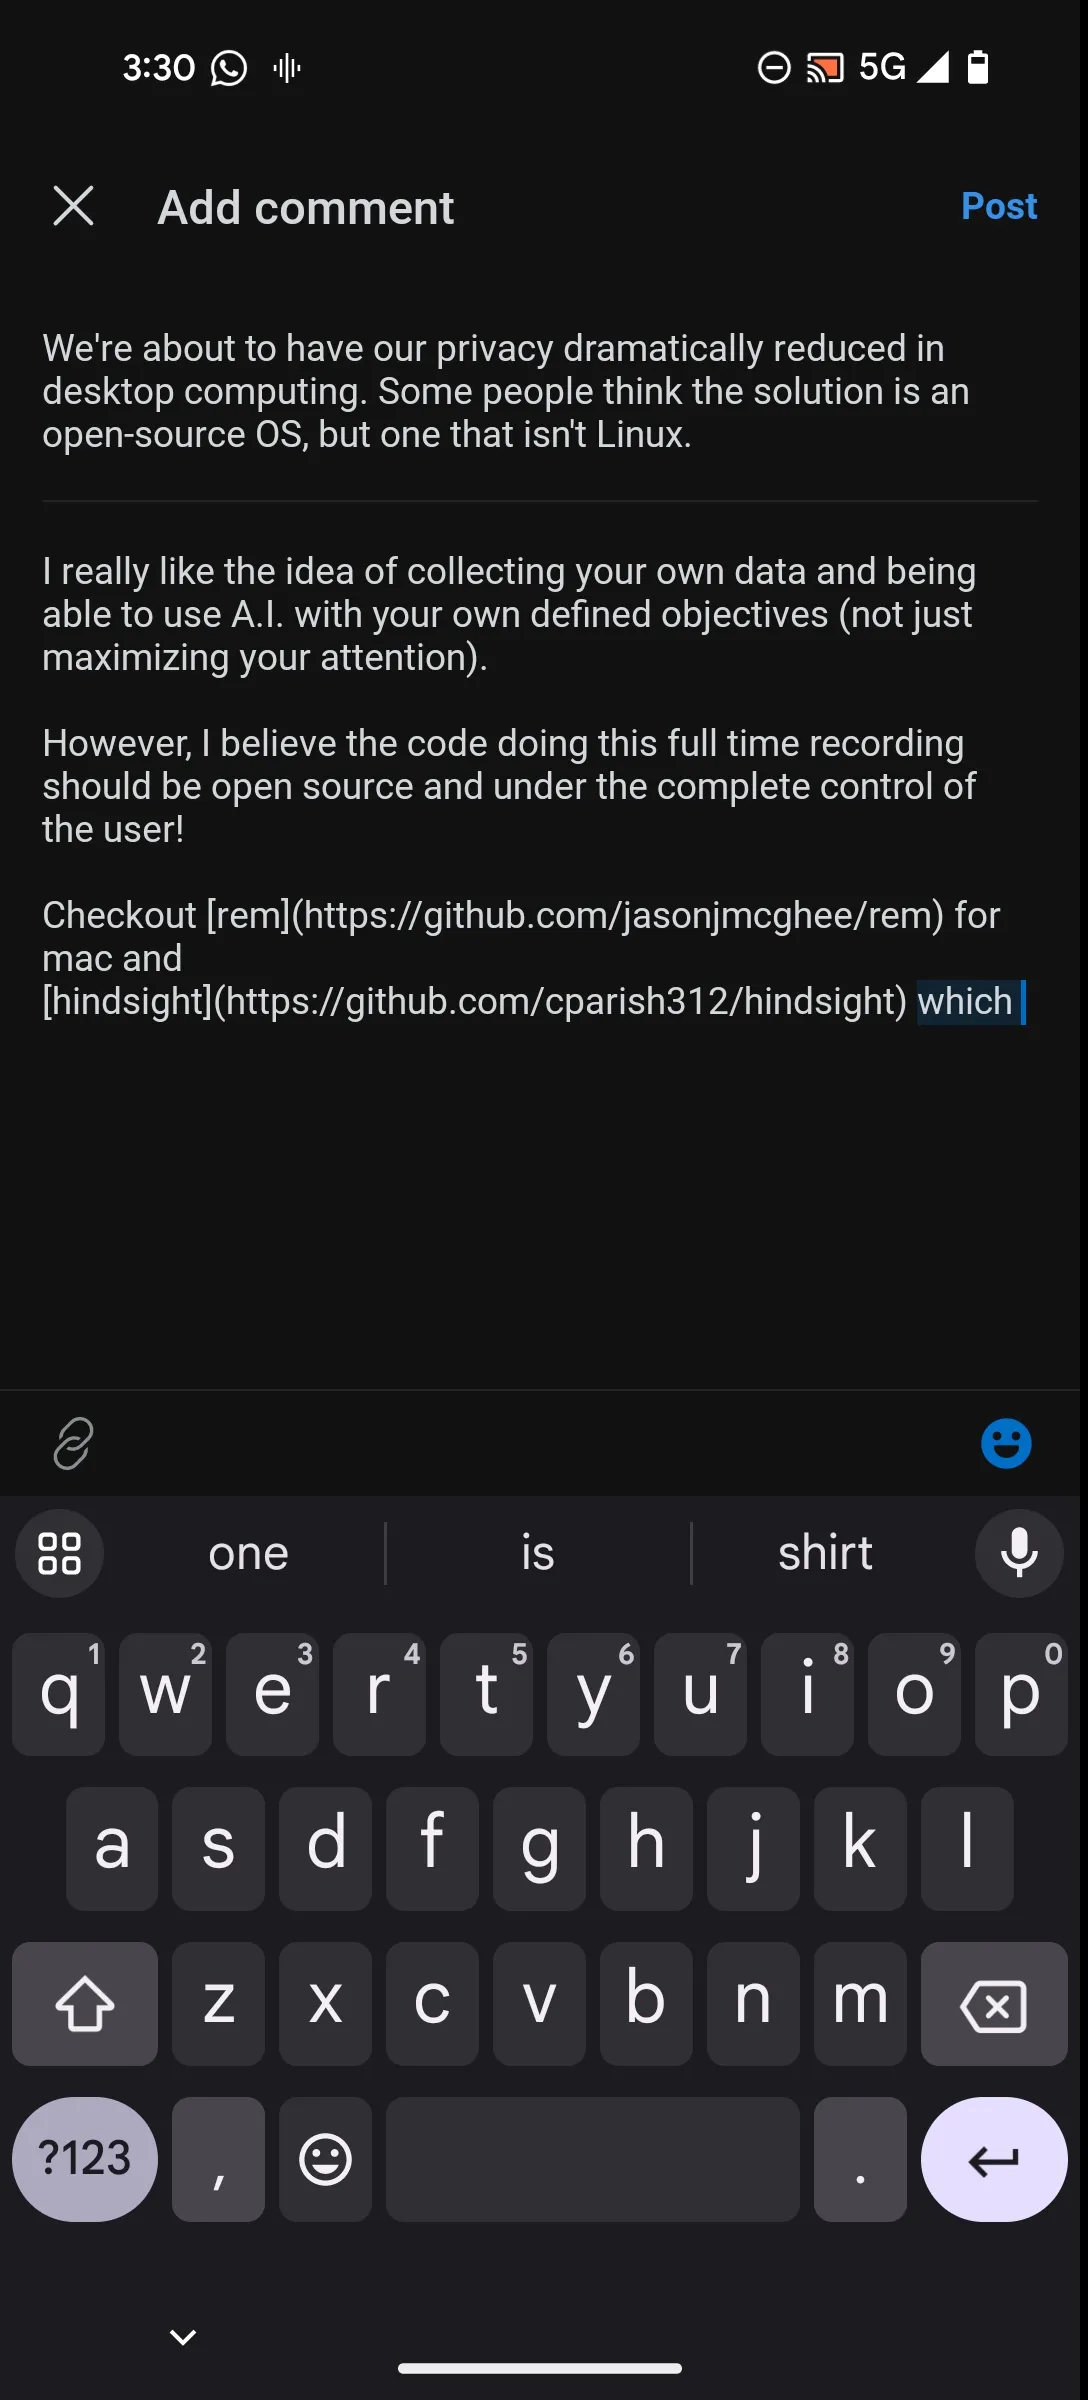 3:30 5G
Add comment Post
We're about to have our privacy dramatically reduced in
desktop computing. Some people think the solution is an
open-source OS, but one that isn't Linux.
I really like the idea of collecting your own data and being
able to use A.I. with your own defined objectives (not just
maximizing your attention).
However, I believe the code doing this full time recording
should be open source and under the complete control of
the user!
Checkout [rem](https://github.com/jasonjmcghee/rem) for
mac and
[hindsight](https://github.com/cparish312/hindsight) which
one is shirt
1 2 3 4 5 6 7 8 9 0
q w e r t y u i o p
a s d f g h j k l
z x c v b n m
?123 , .